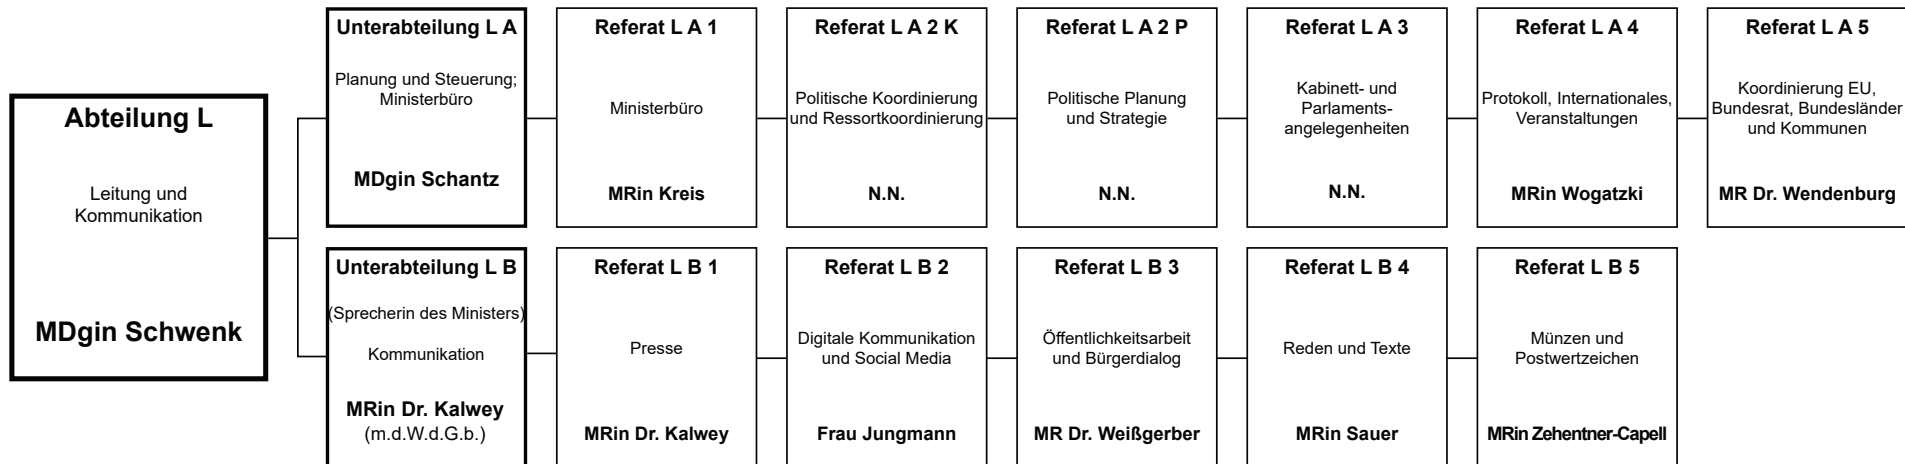 Abteilung L
Leitung und
Kommunikation
MDgin Schwenk
Unterabteilung L A
Planung und Steuerung;
Ministerbüro
MDgin Schantz
Referat L A 1
Ministerbüro
MRin Kreis
Referat L A 2 K
Politische Koordinierung
und Ressortkoordinierung
N.N.
Referat L A 2 P
Politische Planung
und Strategie
N.N.
Referat L A 3
Kabinett- und
Parlaments-
angelegenheiten
N.N.
Referat L A 4
Protokoll, Internationales,
Veranstaltungen
MRin Wogatzki
Referat L A 5
Koordinierung EU,
Bundesrat, Bundesländer
und Kommunen
MR Dr. Wendenburg
Unterabteilung L B
(Sprecherin des Ministers)
Kommunikation
MRin Dr. Kalwey
(m.d.W.d.G.b.)
Referat L B 1
Presse
MRin Dr. Kalwey
Referat L B 2
Digitale Kommunikation
und Social Media
Frau Jungmann
Referat L B 3
Öffentlichkeitsarbeit
und Bürgerdialog
MR Dr. Weißgerber
Referat L B 4
Reden und Texte
MRin Sauer
Referat L B 5
Münzen und
Postwertzeichen
MRin Zehentner-Capell